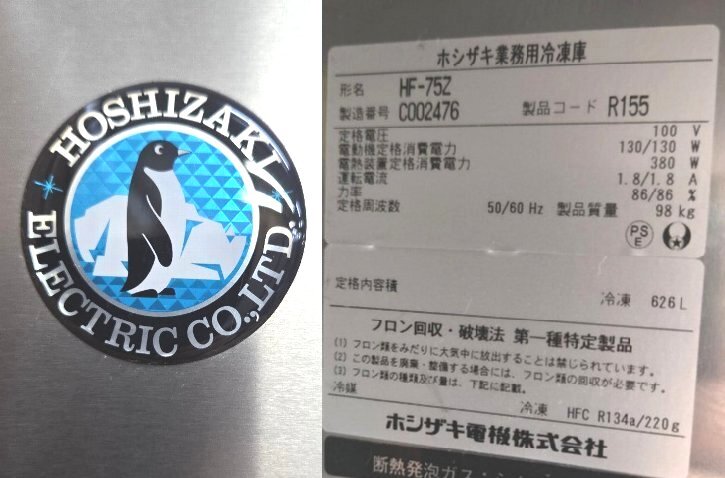 HOSHIZAKI
ELECTRIC CO.,LTD.
ホシザキ業務用冷凍庫
形名 HF-75Z
製造番号 C002476 製品コード R155
定格電圧 100 V
電動機定格消費電力 130/130 W
電熱装置定格消費電力 380 W
運転電流 1.8/1.8 A
力率 86/86 %
定格周波数 50/60 Hz 製品質量 98 kg
PS
E
定格内容積
冷凍 626 L
フロン回収・破壊法 第一種特定製品
(1) フロン類をみだりに大気中に放出することは禁じられています。
(2) この製品を廃棄・整備する場合には、フロン類の回収が必要です。
(3) フロン類の種類及び量は、下記に記載。
冷媒
冷凍 HFC R134a/220g
ホシザキ電機株式会社
断熱発泡ガス・シ